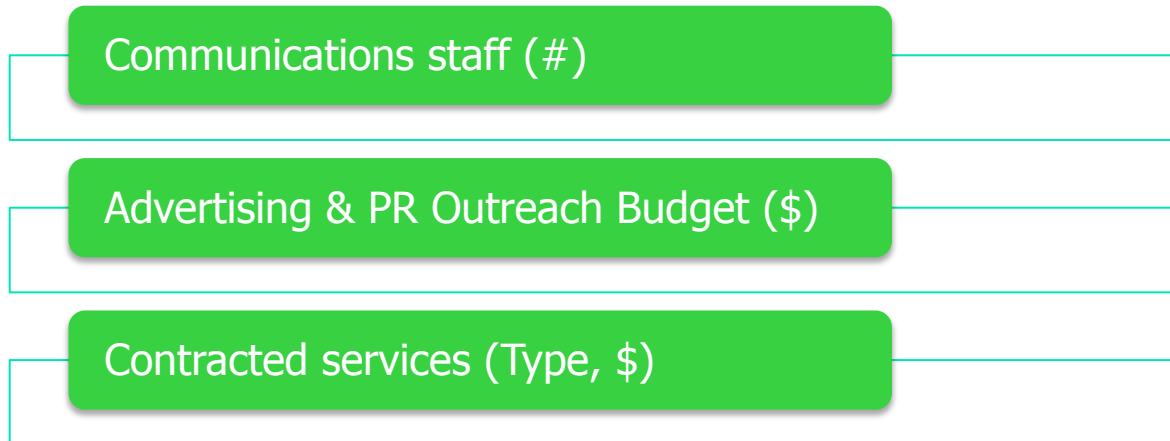 Communications staff (#)
Advertising & PR Outreach Budget ($)
Contracted services (Type, $)